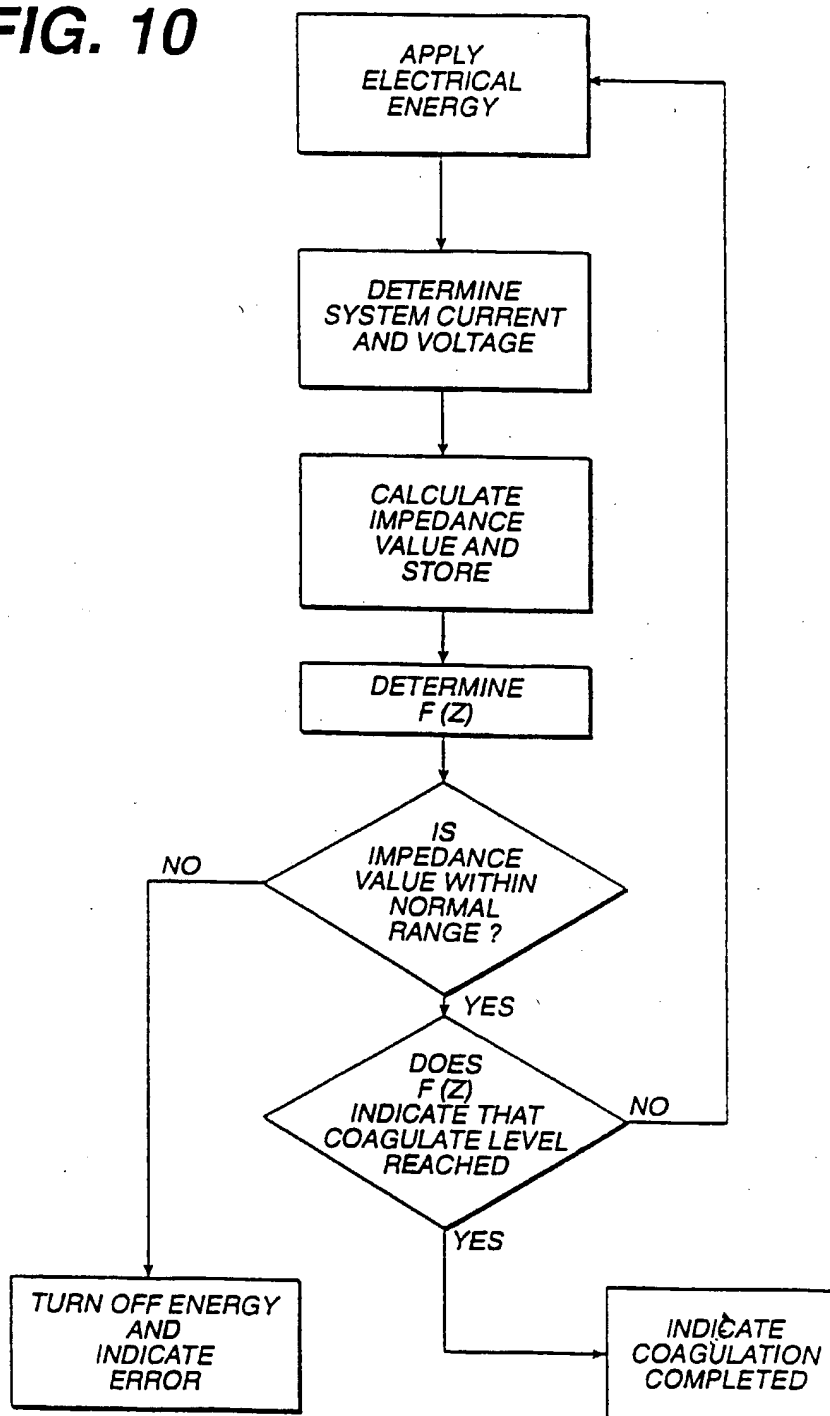 FIG. 10
APPLY
ELECTRICAL
ENERGY
DETERMINE
SYSTEM CURRENT
AND VOLTAGE
CALCULATE
IMPEDANCE
VALUE AND
STORE
DETERMINE
F (Z)
IS
IMPEDANCE
VALUE WITHIN
NORMAL
RANGE ?
NO
YES
DOES
F (Z)
INDICATE THAT
COAGULATE LEVEL
REACHED
NO
YES
TURN OFF ENERGY
AND
INDICATE
ERROR
INDICATE
COAGULATION
COMPLETED